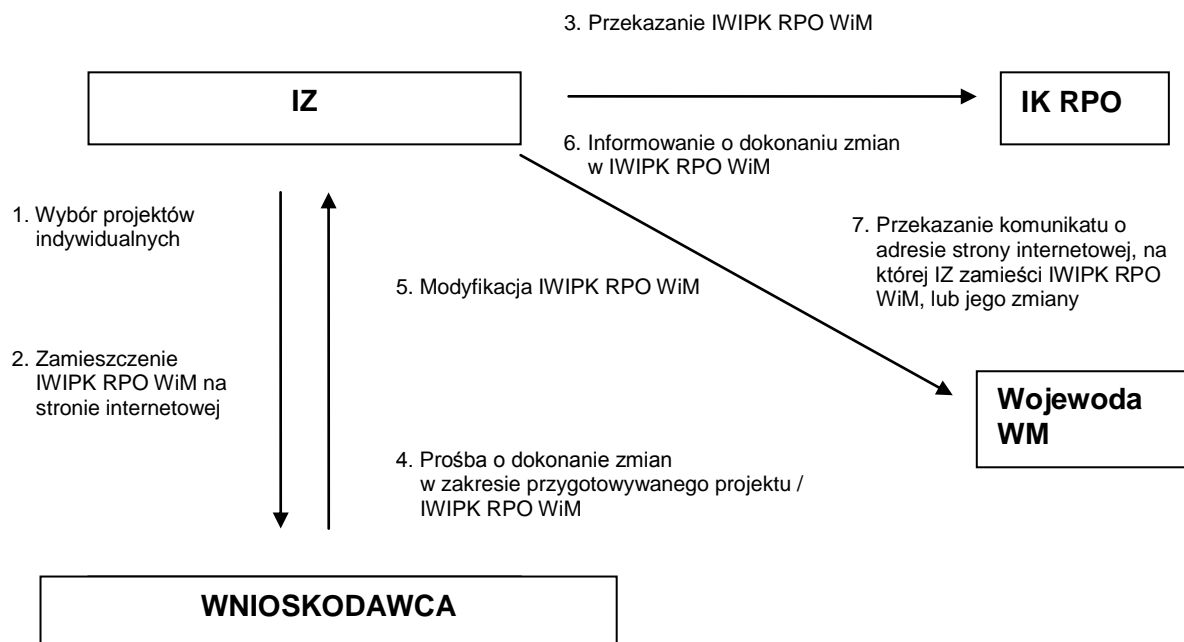 3. Przekazanie IWIPK RPO WiM
IZ
IK RPO
6. Informowanie o dokonaniu zmian
w IWIPK RPO WiM
1. Wybór projektów
indywidualnych
7. Przekazanie komunikatu o
adresie strony internetowej, na
której IZ zamieści IWIPK RPO
WiM, lub jego zmiany
5. Modyfikacja IWIPK RPO WiM
2. Zamieszczenie
IWIPK RPO WiM na
stronie internetowej
Wojewoda
WM
4. Prośba o dokonanie zmian
w zakresie przygotowywanego projektu /
IWIPK RPO WiM
WNIOSKODAWCA